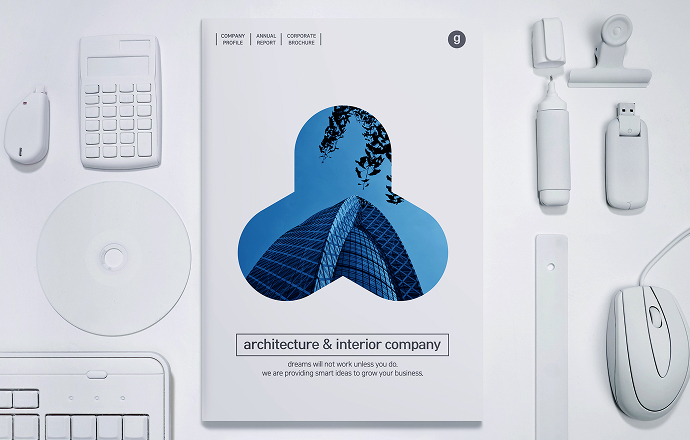 COMPANY
PROFILE
ANNUAL
REPORT
CORPORATE
BROCHURE
g
architecture & interior company
dreams will not work unless you do.
we are providing smart ideas to grow your business.